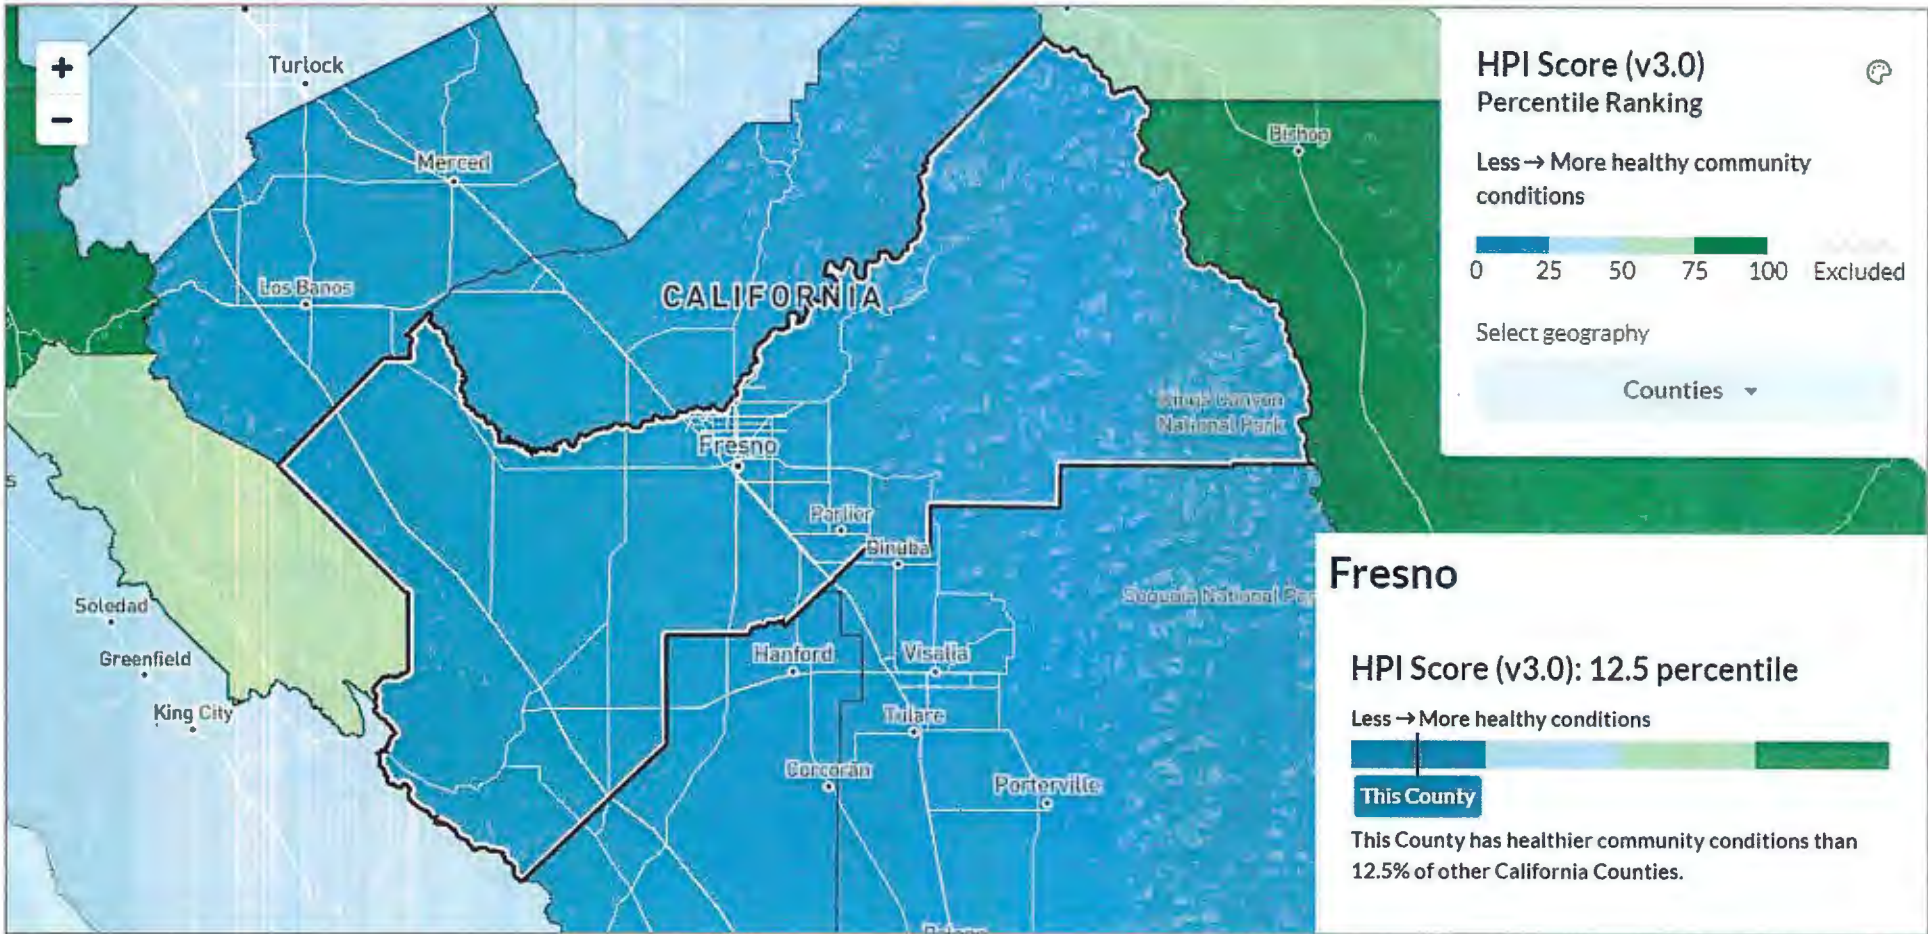 +
−
Turlock
Merced
Los Banos
CALIFORNIA
Bishop
Kings Canyon
National Park
Fresno
Parlier
Dinuba
Sequoia National Par
Soledad
Greenfield
King City
Hanford
Visalia
Tulare
Corcoran
Porterville
s
HPI Score (v3.0)
Percentile Ranking
Less → More healthy community
conditions
0 25 50 75 100 Excluded
Select geography
Counties
Fresno
HPI Score (v3.0): 12.5 percentile
Less → More healthy conditions
This County
This County has healthier community conditions than
12.5% of other California Counties.